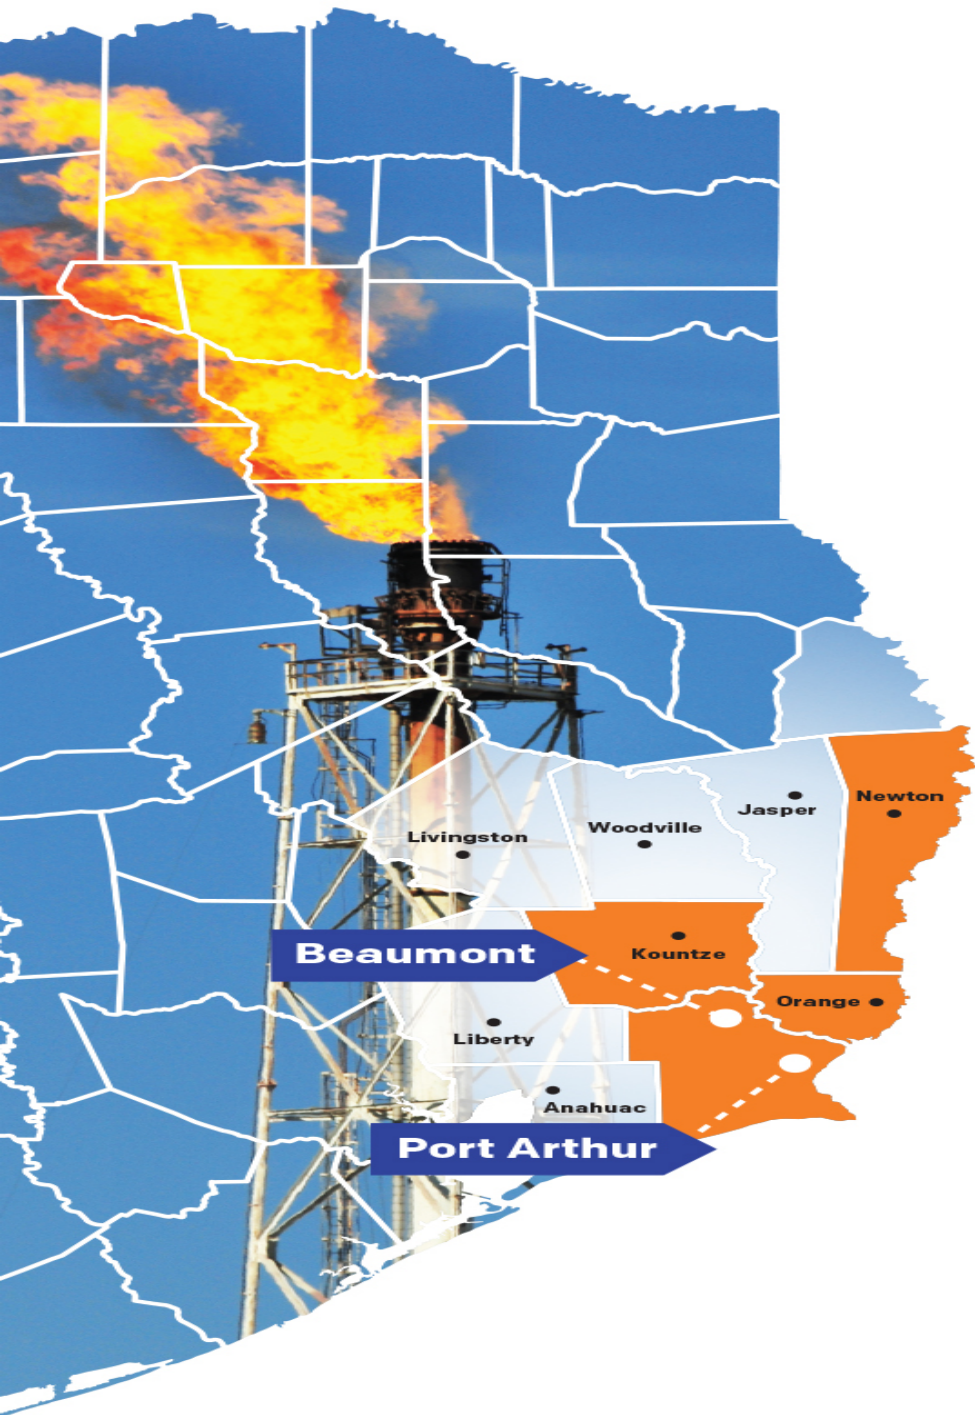 Newton
Jasper
Woodville
Livingston
Beaumont
Kountze
Orange
Liberty
Anahuac
Port Arthur